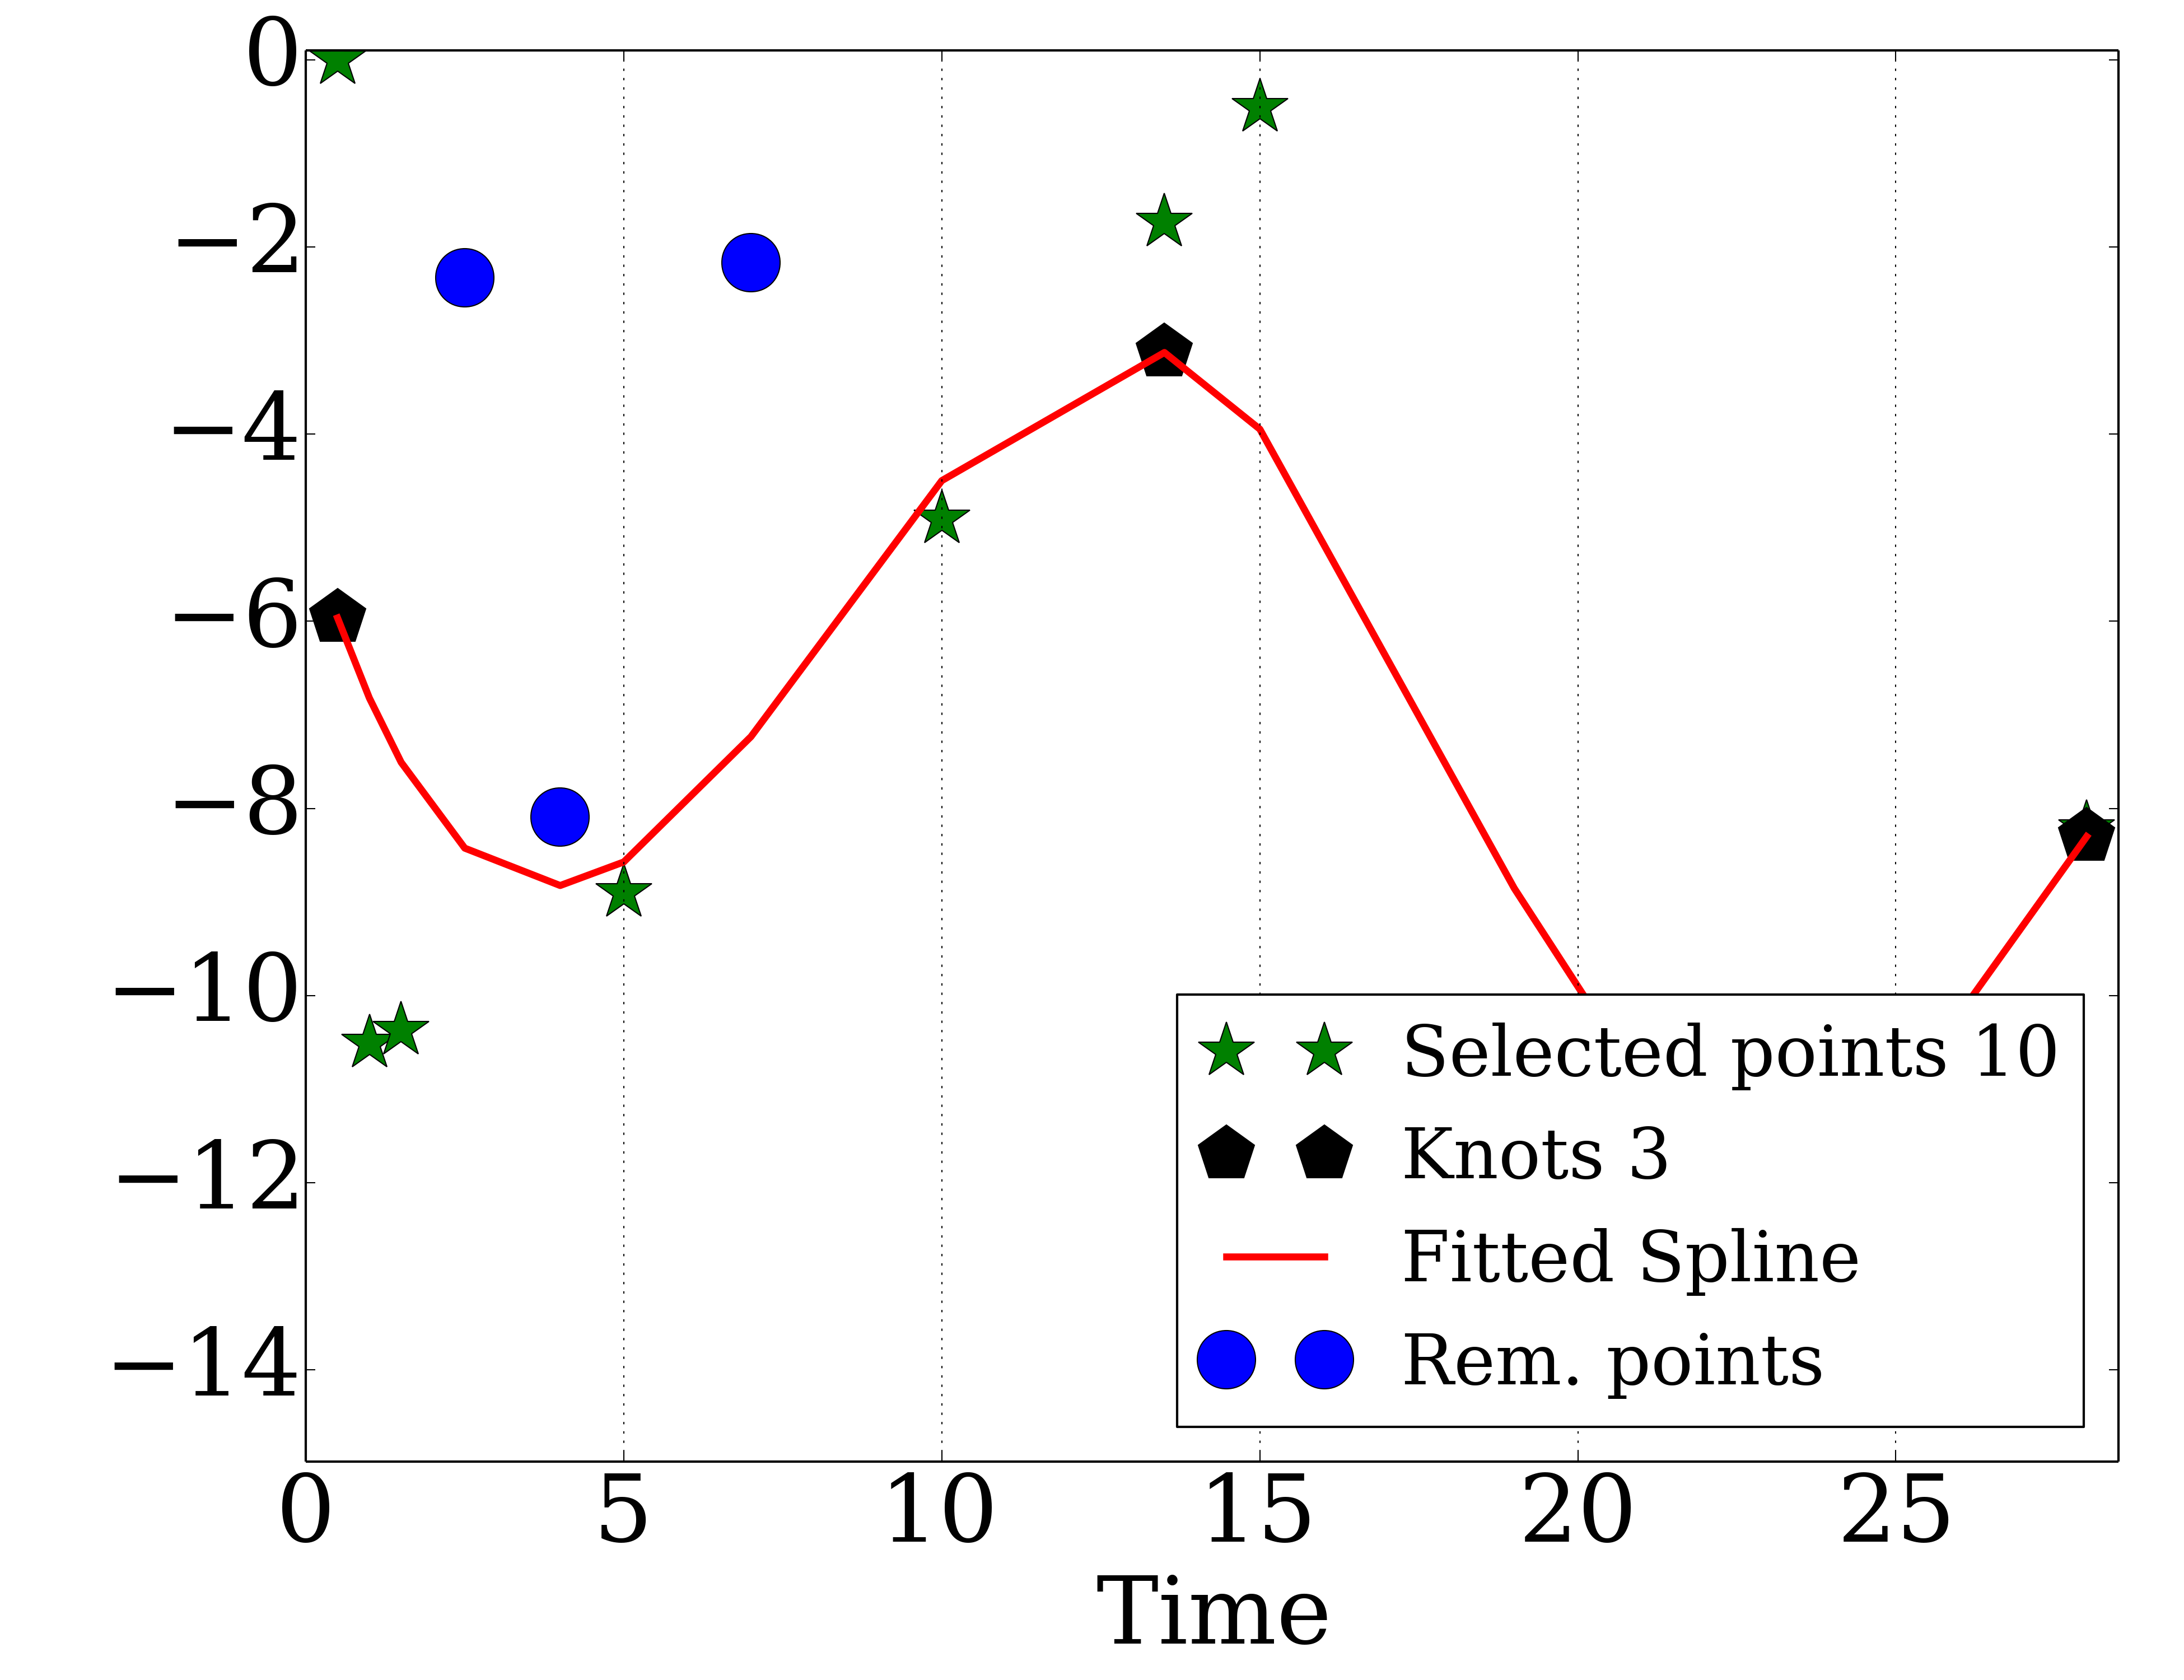 0
−2
−4
−6
−8
−10
−12
−14
Selected points 10
Knots 3
Fitted Spline
Rem. points
0 5 10 15 20 25
Time